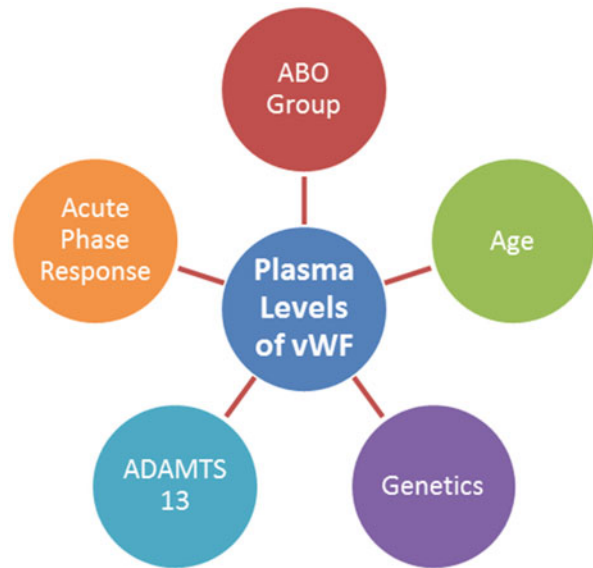 ABO
Group
Acute
Phase
Response
Age
Plasma
Levels
of vWF
ADAMTS
13
Genetics